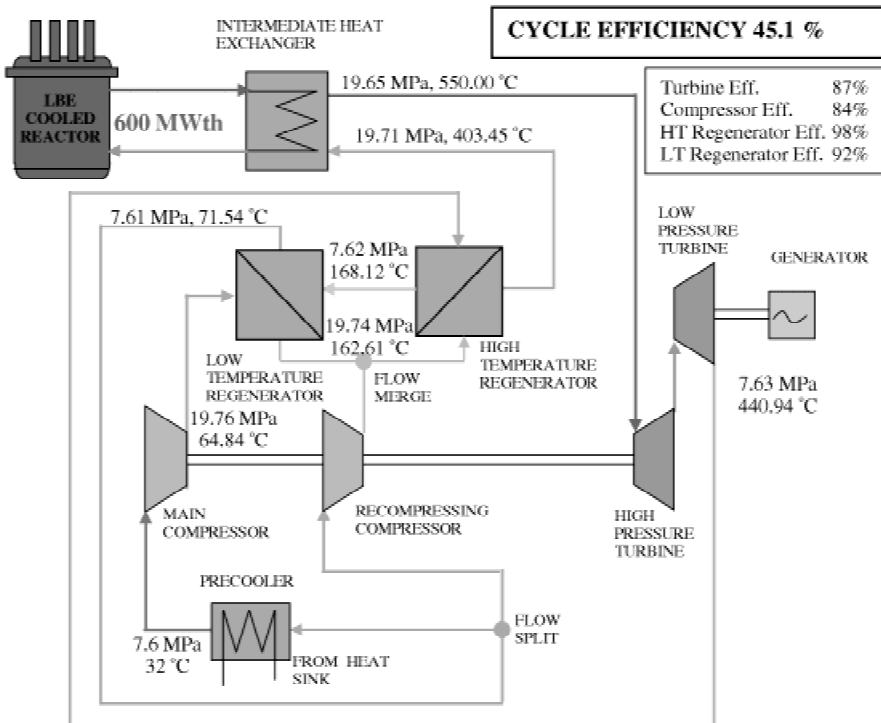 INTERMEDIATE HEAT
EXCHANGER
CYCLE EFFICIENCY 45.1 %
LBE
COOLED
REACTOR
600 MWth
19.65 MPa, 550.00 °C
19.71 MPa, 403.45 °C
Turbine Eff. 87%
Compressor Eff. 84%
HT Regenerator Eff. 98%
LT Regenerator Eff. 92%
7.61 MPa, 71.54 °C
7.62 MPa
168.12 °C
LOW
PRESSURE
TURBINE
GENERATOR
19.74 MPa
162.61 °C
LOW
TEMPERATURE
REGENERATOR
FLOW
MERGE
HIGH
TEMPERATURE
REGENERATOR
7.63 MPa
440.94 °C
19.76 MPa
64.84 °C
MAIN
COMPRESSOR
RECOMPRESSING
COMPRESSOR
HIGH
PRESSURE
TURBINE
PRECOOLER
7.6 MPa
32 °C
FROM HEAT
SINK
FLOW
SPLIT